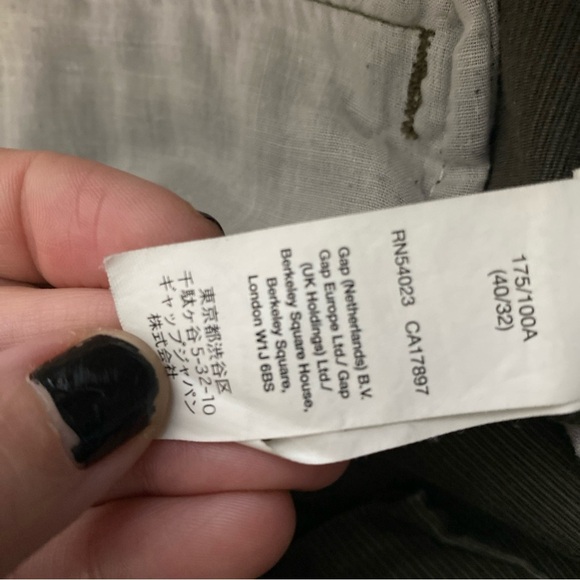 175/100A
(40/32)
RN54023 CA17897
Gap (Netherlands) B.V.
Gap Europe Ltd./ Gap
(UK Holdings) Ltd./
Berkeley Square House,
Berkeley Square,
London W1J 6BS
東京都渋谷区
千駄ヶ谷5-32-10
ギャップジャパン
株式会社